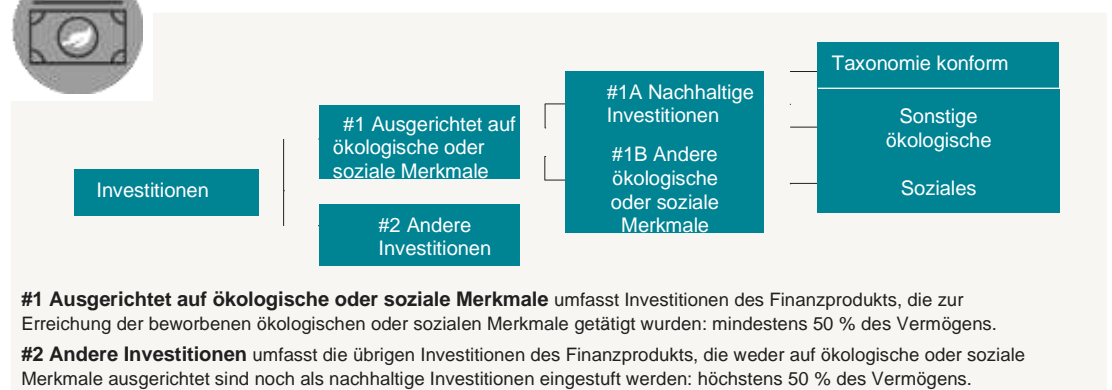 Investitionen
#1 Ausgerichtet auf
ökologische oder
soziale Merkmale
#2 Andere
Investitionen
#1A Nachhaltige
Investitionen
#1B Andere
ökologische
oder soziale
Merkmale
Taxonomie konform
Sonstige
ökologische
Soziales
#1 Ausgerichtet auf ökologische oder soziale Merkmale umfasst Investitionen des Finanzprodukts, die zur
Erreichung der beworbenen ökologischen oder sozialen Merkmale getätigt wurden: mindestens 50 % des Vermögens.
#2 Andere Investitionen umfasst die übrigen Investitionen des Finanzprodukts, die weder auf ökologische oder soziale
Merkmale ausgerichtet sind noch als nachhaltige Investitionen eingestuft werden: höchstens 50 % des Vermögens.